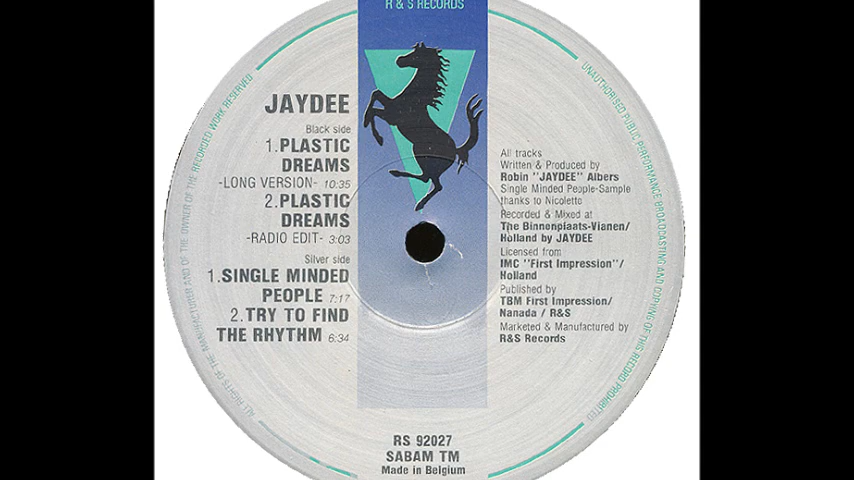 R & S RECORDS
JAYDEE
Black side
1.PLASTIC
DREAMS
-LONG VERSION- 10:35
2.PLASTIC
DREAMS
-RADIO EDIT- 3:03
Silver side
1.SINGLE MINDED
PEOPLE 7:17
2.TRY TO FIND
THE RHYTHM 6:34
All tracks
Written & Produced by
Robin "JAYDEE" Albers
Single Minded People-Sample
thanks to Nicolette
Recorded & Mixed at
The Binnenplaats-Vianen/
Holland by JAYDEE
Licensed from
IMC "First Impression"/
Holland
Published by
TBM First Impression/
Nanada / R&S
Marketed & Manufactured by
R&S Records
RS 92027
SABAM TM
Made in Belgium
ALL RIGHTS OF THE MANUFACTURER AND OF THE OWNER OF THE RECORDED WORK RESERVED
UNAUTHORISED PUBLIC PERFORMANCE BROADCASTING AND COPYING OF THIS RECORD PROHIBITED